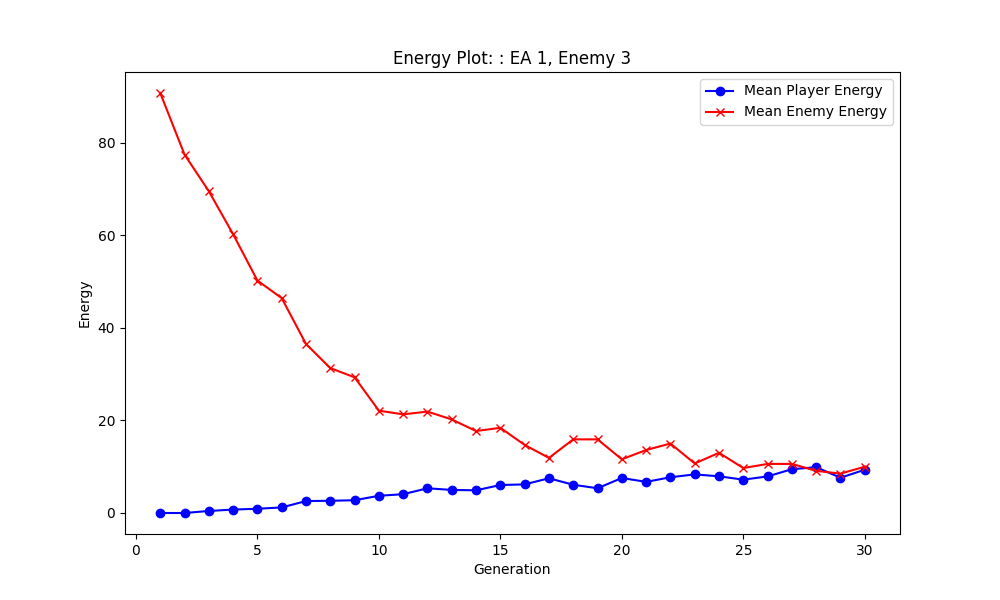 Energy Plot: : EA 1, Enemy 3
Mean Player Energy
Mean Enemy Energy
Energy
80
60
40
20
0
0 5 10 15 20 25 30
Generation